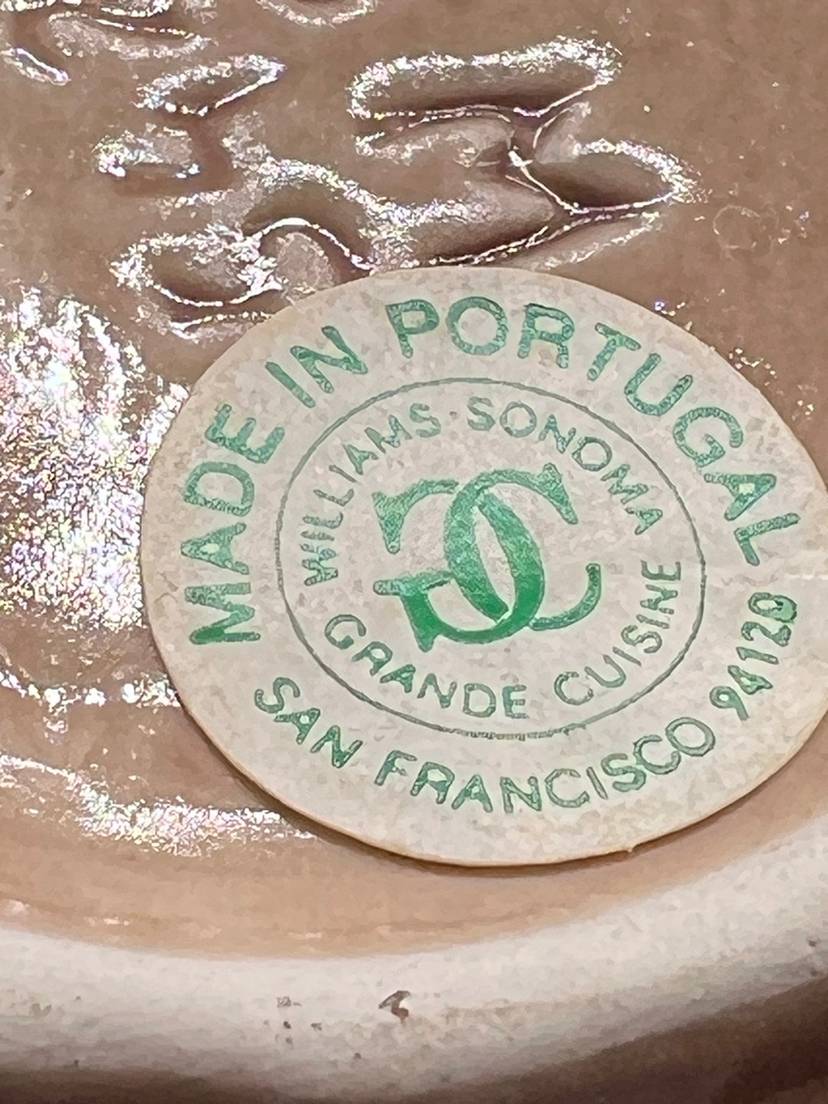 MADE IN PORTUGAL
WILLIAMS SONOMA
GC
GRANDE CUISINE
SAN FRANCISCO 94120